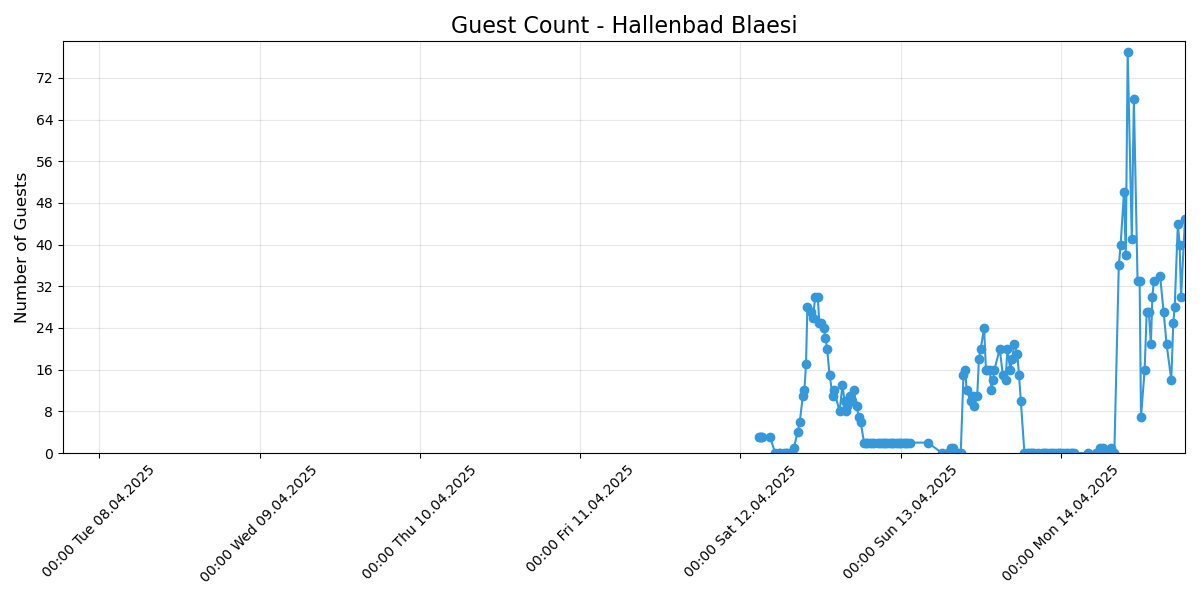 Guest Count - Hallenbad Blaesi
Number of Guests
72
64
56
48
40
32
24
16
8
0
00:00 Tue 08.04.2025
00:00 Wed 09.04.2025
00:00 Thu 10.04.2025
00:00 Fri 11.04.2025
00:00 Sat 12.04.2025
00:00 Sun 13.04.2025
00:00 Mon 14.04.2025